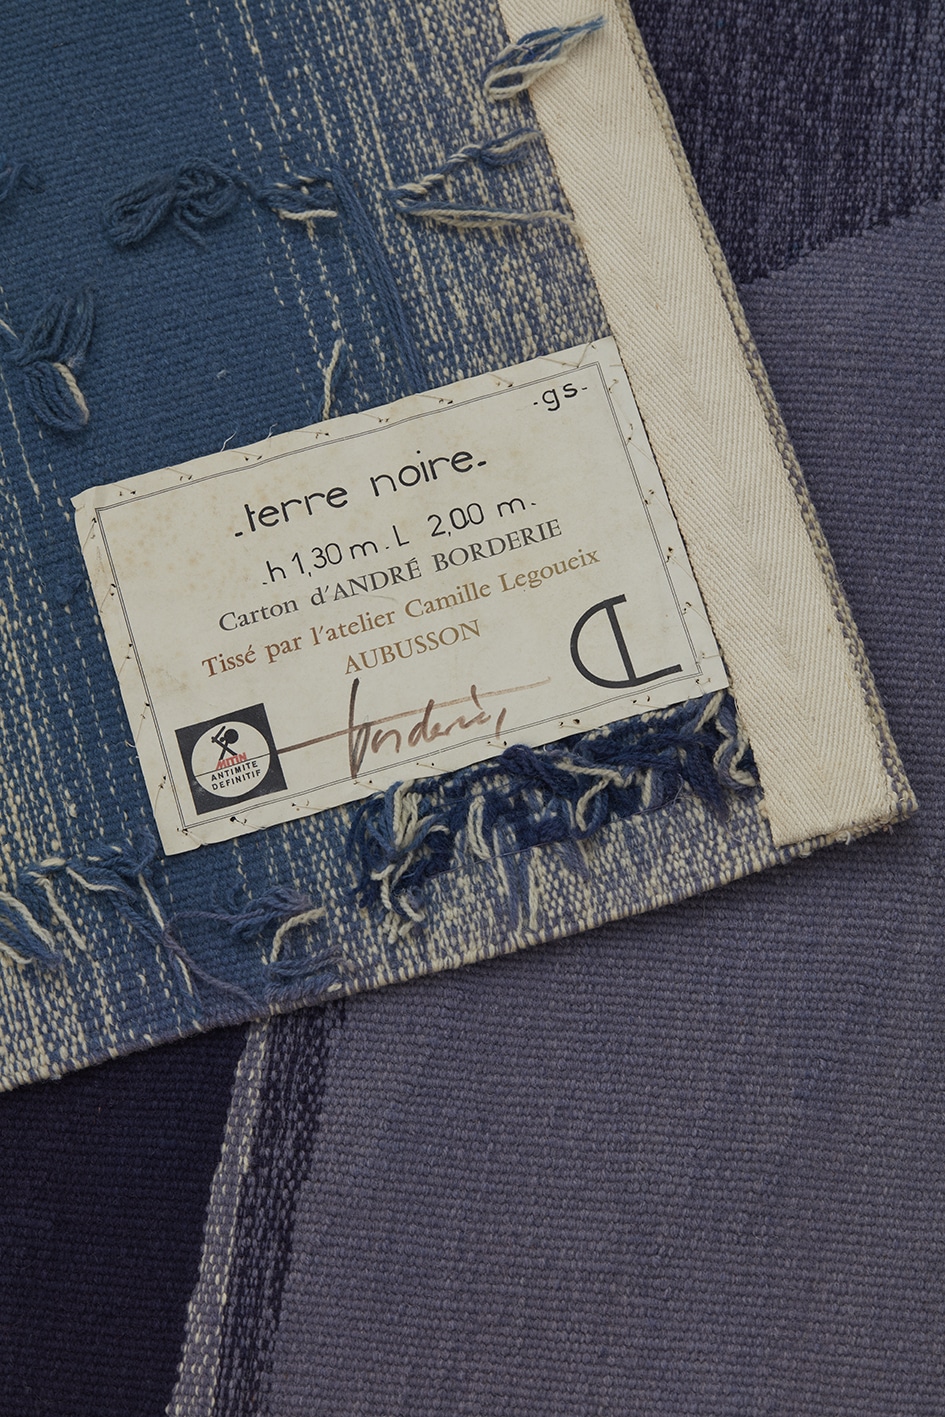 -gs-
-terre noire-
-h 1,30 m. L 2,00 m.
Carton d'ANDRÉ BORDERIE
Tissé par l'atelier Camille Legoueix
AUBUSSON
CL
borderie
MITIN
ANTIMITE
DEFINITIF